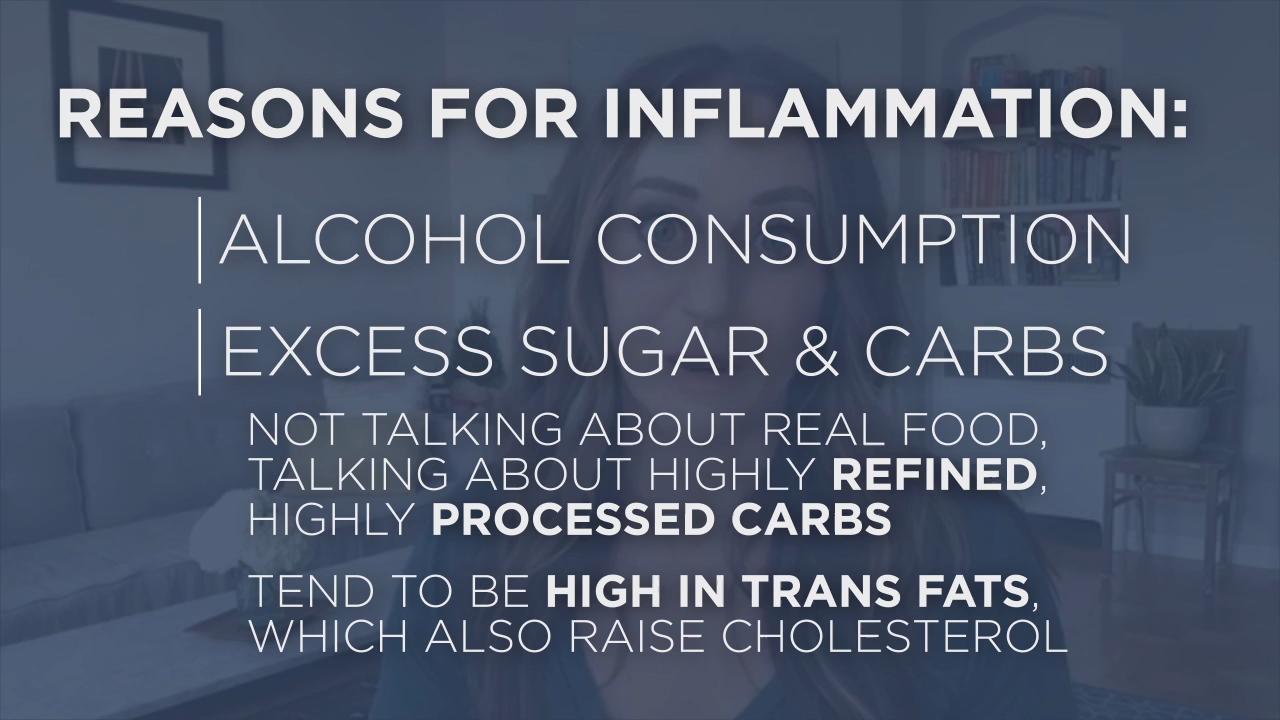 REASONS FOR INFLAMMATION:
ALCOHOL CONSUMPTION
EXCESS SUGAR & CARBS
NOT TALKING ABOUT REAL FOOD,
TALKING ABOUT HIGHLY REFINED,
HIGHLY PROCESSED CARBS
TEND TO BE HIGH IN TRANS FATS,
WHICH ALSO RAISE CHOLESTEROL